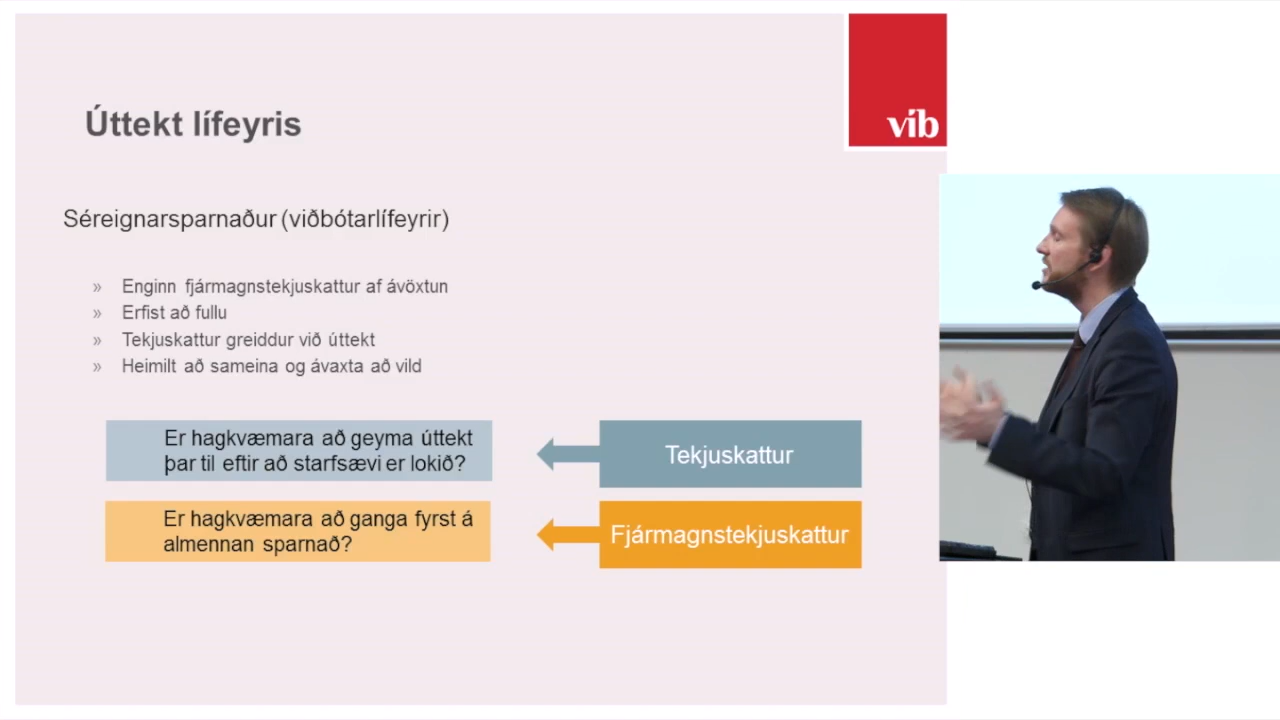 víb
Úttekt lífeyris
Séreignarsparnaður (viðbótarlífeyrir)
» Enginn fjármagnstekjuskattur af ávöxtun
» Erfist að fullu
» Tekjuskattur greiddur við úttekt
» Heimilt að sameina og ávaxta að vild
Er hagkvæmara að geyma úttekt
þar til eftir að starfsævi er lokið?
Tekjuskattur
Er hagkvæmara að ganga fyrst á
almennan sparnað?
Fjármagnstekjuskattur